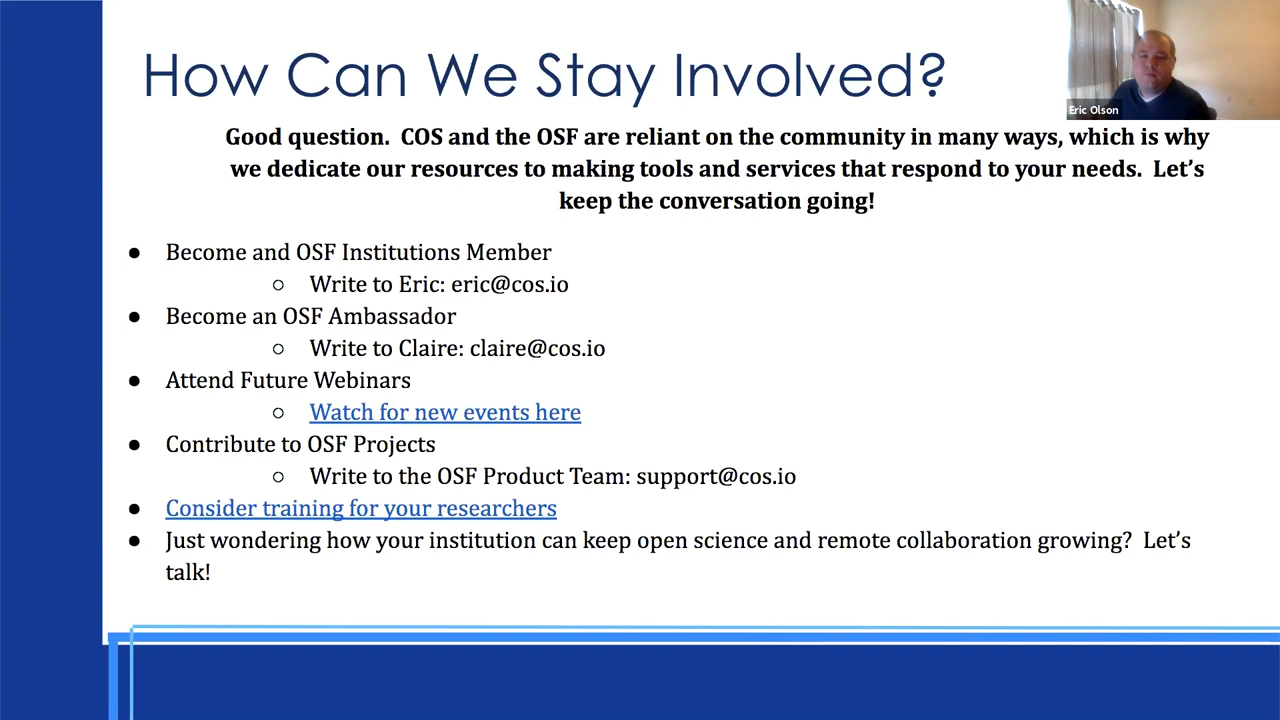 How Can We Stay Involved?
Eric Olson
Good question.  COS and the OSF are reliant on the community in many ways, which is why
we dedicate our resources to making tools and services that respond to your needs.  Let's
keep the conversation going!
● Become and OSF Institutions Member
○ Write to Eric: eric@cos.io
● Become an OSF Ambassador
○ Write to Claire: claire@cos.io
● Attend Future Webinars
○ Watch for new events here
● Contribute to OSF Projects
○ Write to the OSF Product Team: support@cos.io
● Consider training for your researchers
● Just wondering how your institution can keep open science and remote collaboration growing?  Let's
talk!